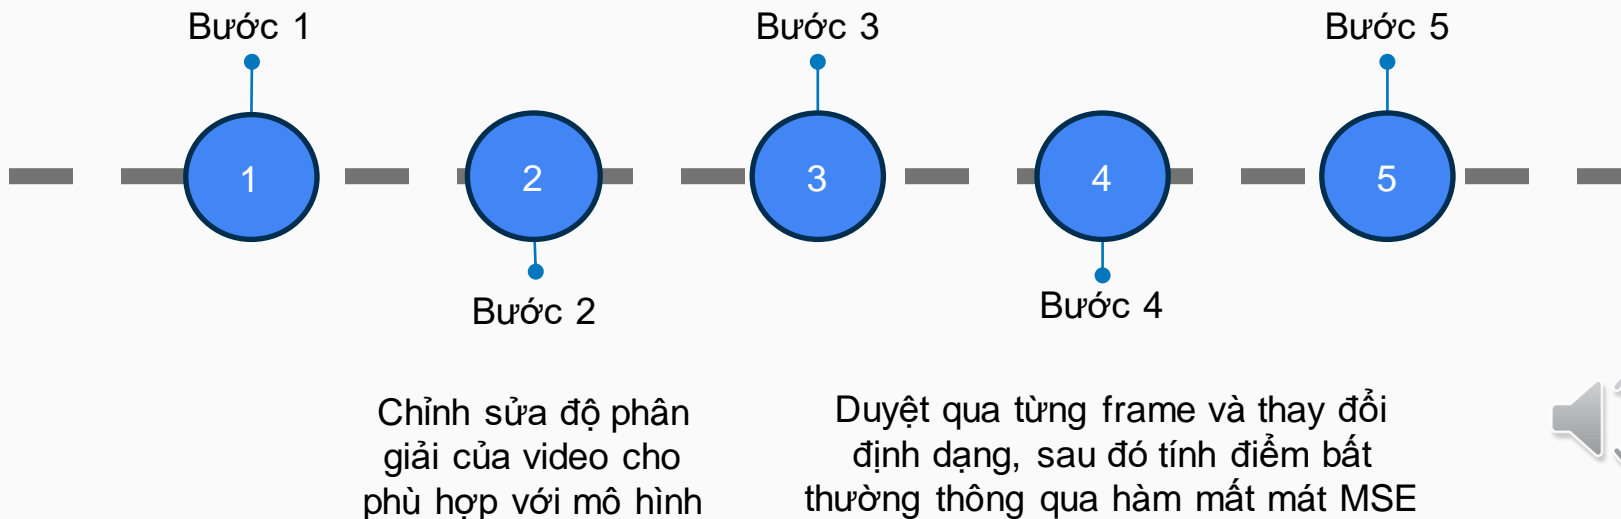 Bước 1
Bước 3
Bước 5
1
2
3
4
5
Bước 2
Bước 4
Chỉnh sửa độ phân
giải của video cho
phù hợp với mô hình
Duyệt qua từng frame và thay đổi
định dạng, sau đó tính điểm bất
thường thông qua hàm mất mát MSE